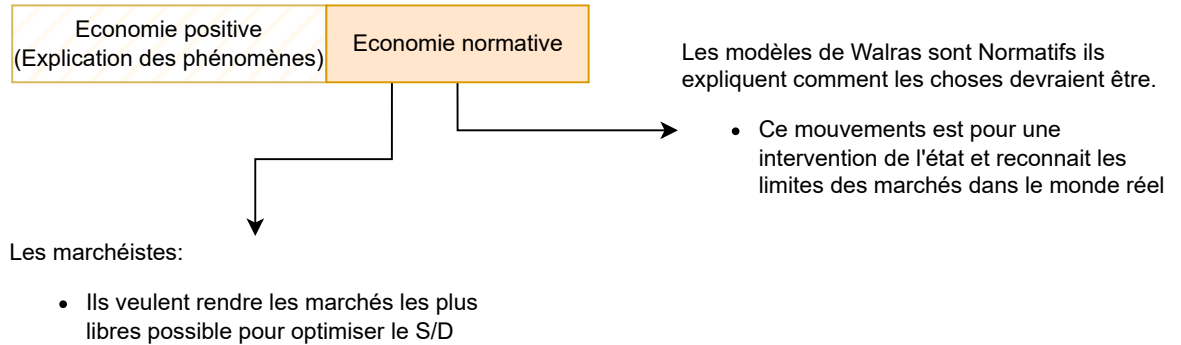 Economie positive
(Explication des phénomènes)
Economie normative
Les modèles de Walras sont Normatifs ils
expliquent comment les choses devraient être.
Ce mouvements est pour une
intervention de l'état et reconnait les
limites des marchés dans le monde réel
Les marchéistes:
Ils veulent rendre les marchés les plus
libres possible pour optimiser le S/D